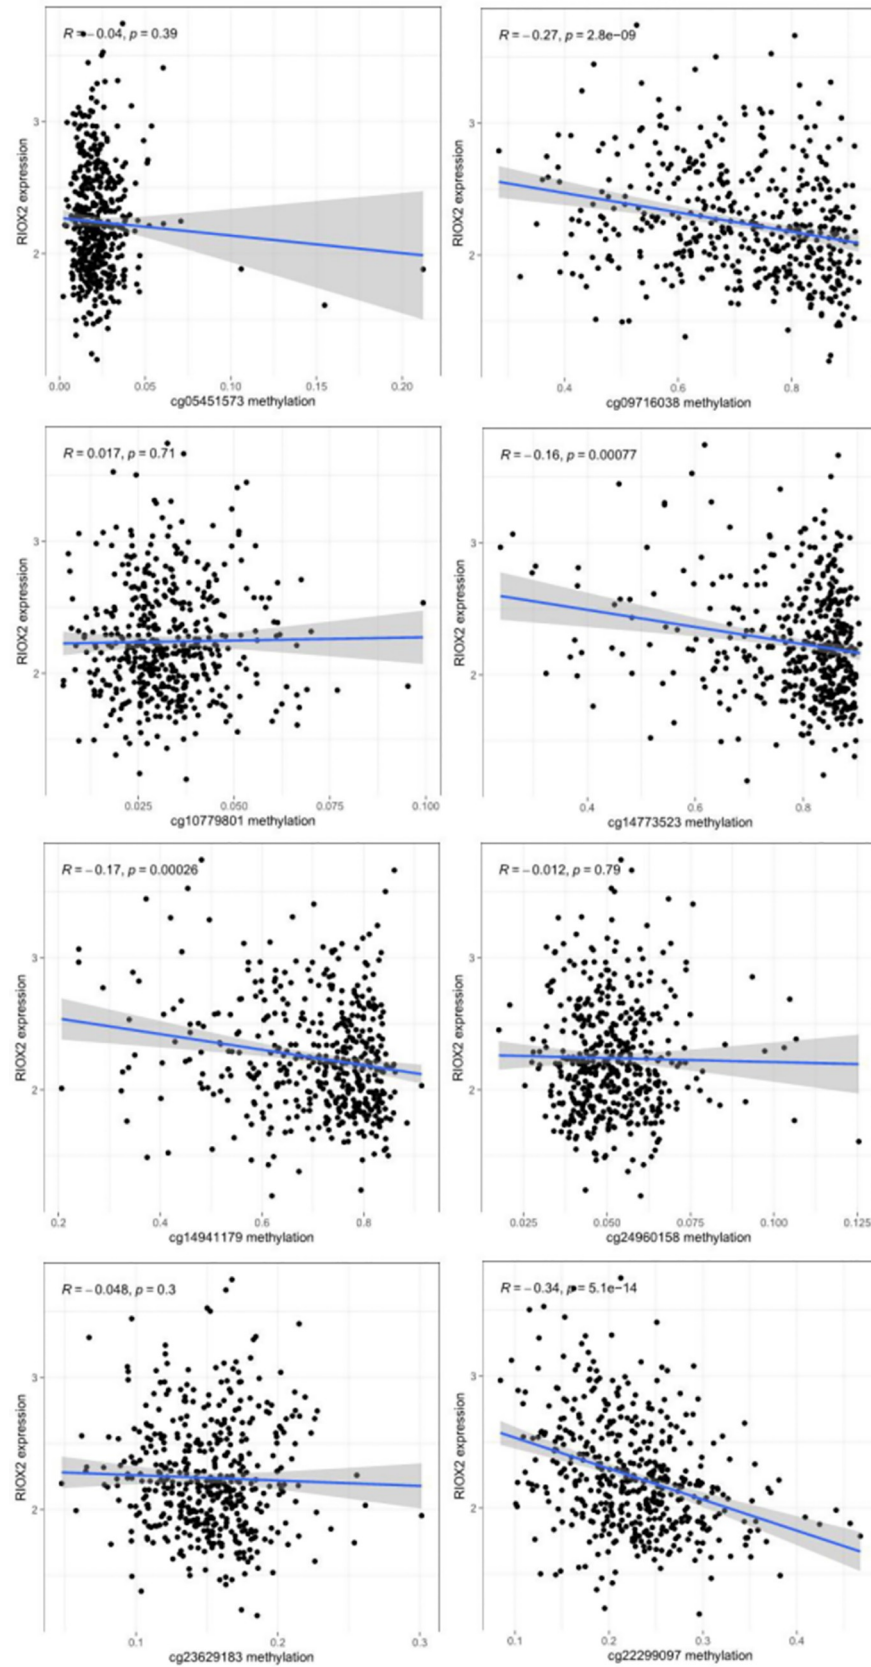 R = −0.04, p = 0.39
RIOX2 expression
3
2
0.00 0.05 0.10 0.15 0.20
cg05451573 methylation
R = −0.27, p = 2.8e−09
RIOX2 expression
3
2
0.4 0.6 0.8
cg09716038 methylation
R = 0.017, p = 0.71
RIOX2 expression
3
2
0.025 0.050 0.075 0.100
cg10779801 methylation
R = −0.16, p = 0.00077
RIOX2 expression
3
2
0.4 0.6 0.8
cg14773523 methylation
R = −0.17, p = 0.00026
RIOX2 expression
3
2
0.2 0.4 0.6 0.8
cg14941179 methylation
R = −0.012, p = 0.79
RIOX2 expression
3
2
0.025 0.050 0.075 0.100 0.125
cg24960158 methylation
R = −0.048, p = 0.3
RIOX2 expression
3
2
0.1 0.2 0.3
cg23629183 methylation
R = −0.34, p = 5.1e−14
RIOX2 expression
3
2
0.1 0.2 0.3 0.4
cg22299097 methylation